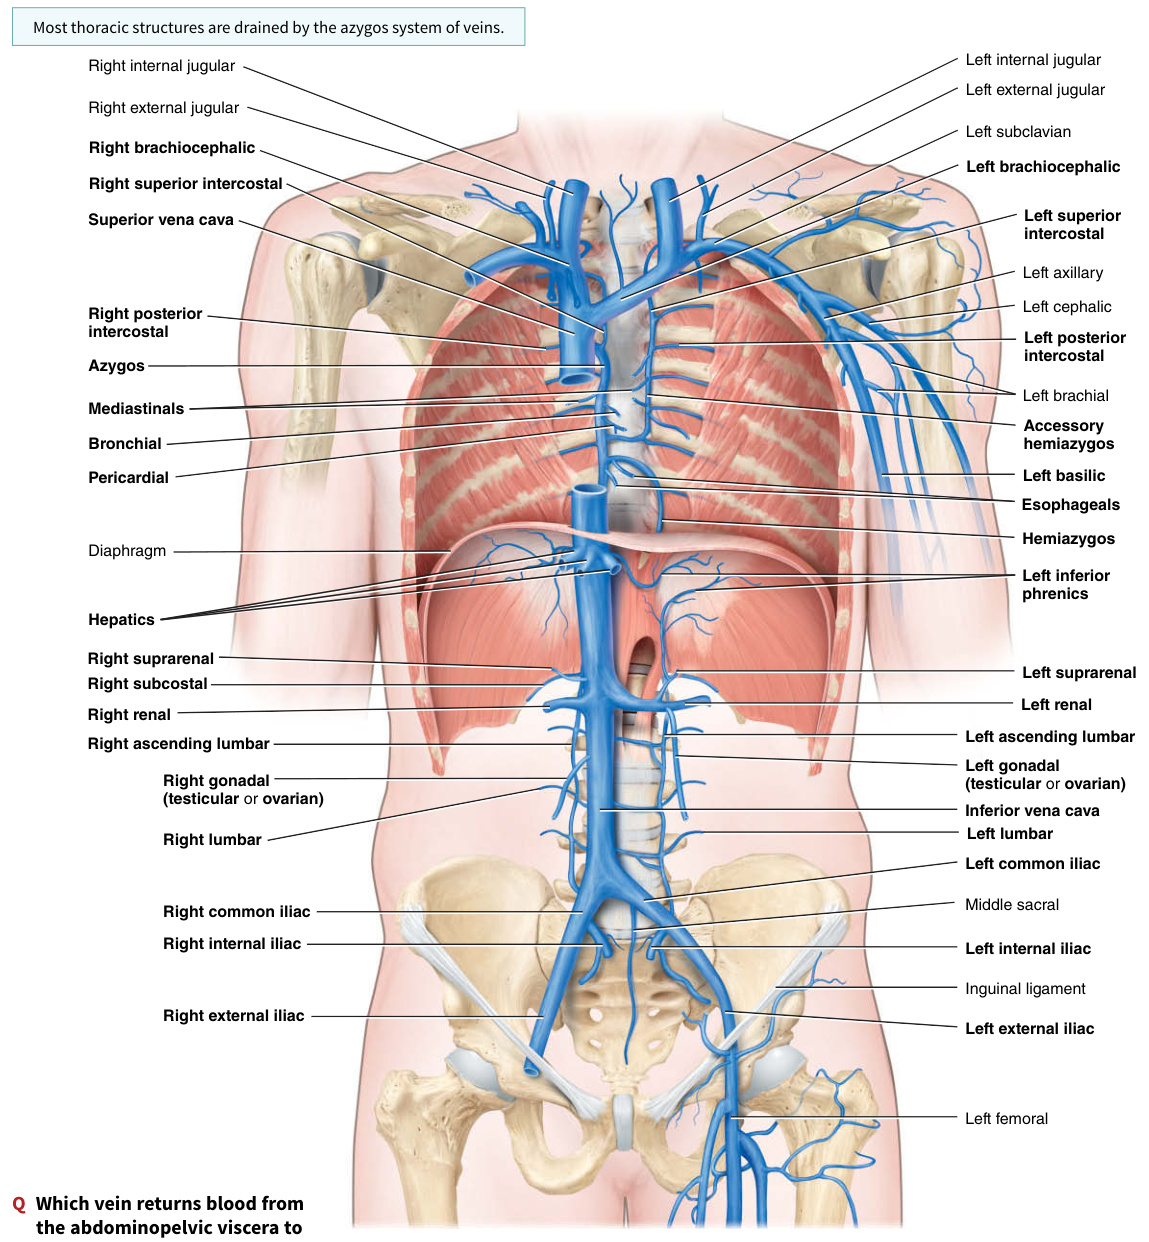 Most thoracic structures are drained by the azygos system of veins.
Right internal jugular
Right external jugular
Right brachiocephalic
Right superior intercostal
Superior vena cava
Right posterior
intercostal
Azygos
Mediastinals
Bronchial
Pericardial
Diaphragm
Hepatics
Right suprarenal
Right subcostal
Right renal
Right ascending lumbar
Right gonadal
(testicular or ovarian)
Right lumbar
Right common iliac
Right internal iliac
Right external iliac
Left internal jugular
Left external jugular
Left subclavian
Left brachiocephalic
Left superior
intercostal
Left axillary
Left cephalic
Left posterior
intercostal
Left brachial
Accessory
hemiazygos
Left basilic
Esophageals
Hemiazygos
Left inferior
phrenics
Left suprarenal
Left renal
Left ascending lumbar
Left gonadal
(testicular or ovarian)
Inferior vena cava
Left lumbar
Left common iliac
Middle sacral
Left internal iliac
Inguinal ligament
Left external iliac
Left femoral
Q Which vein returns blood from
the abdominopelvic viscera to